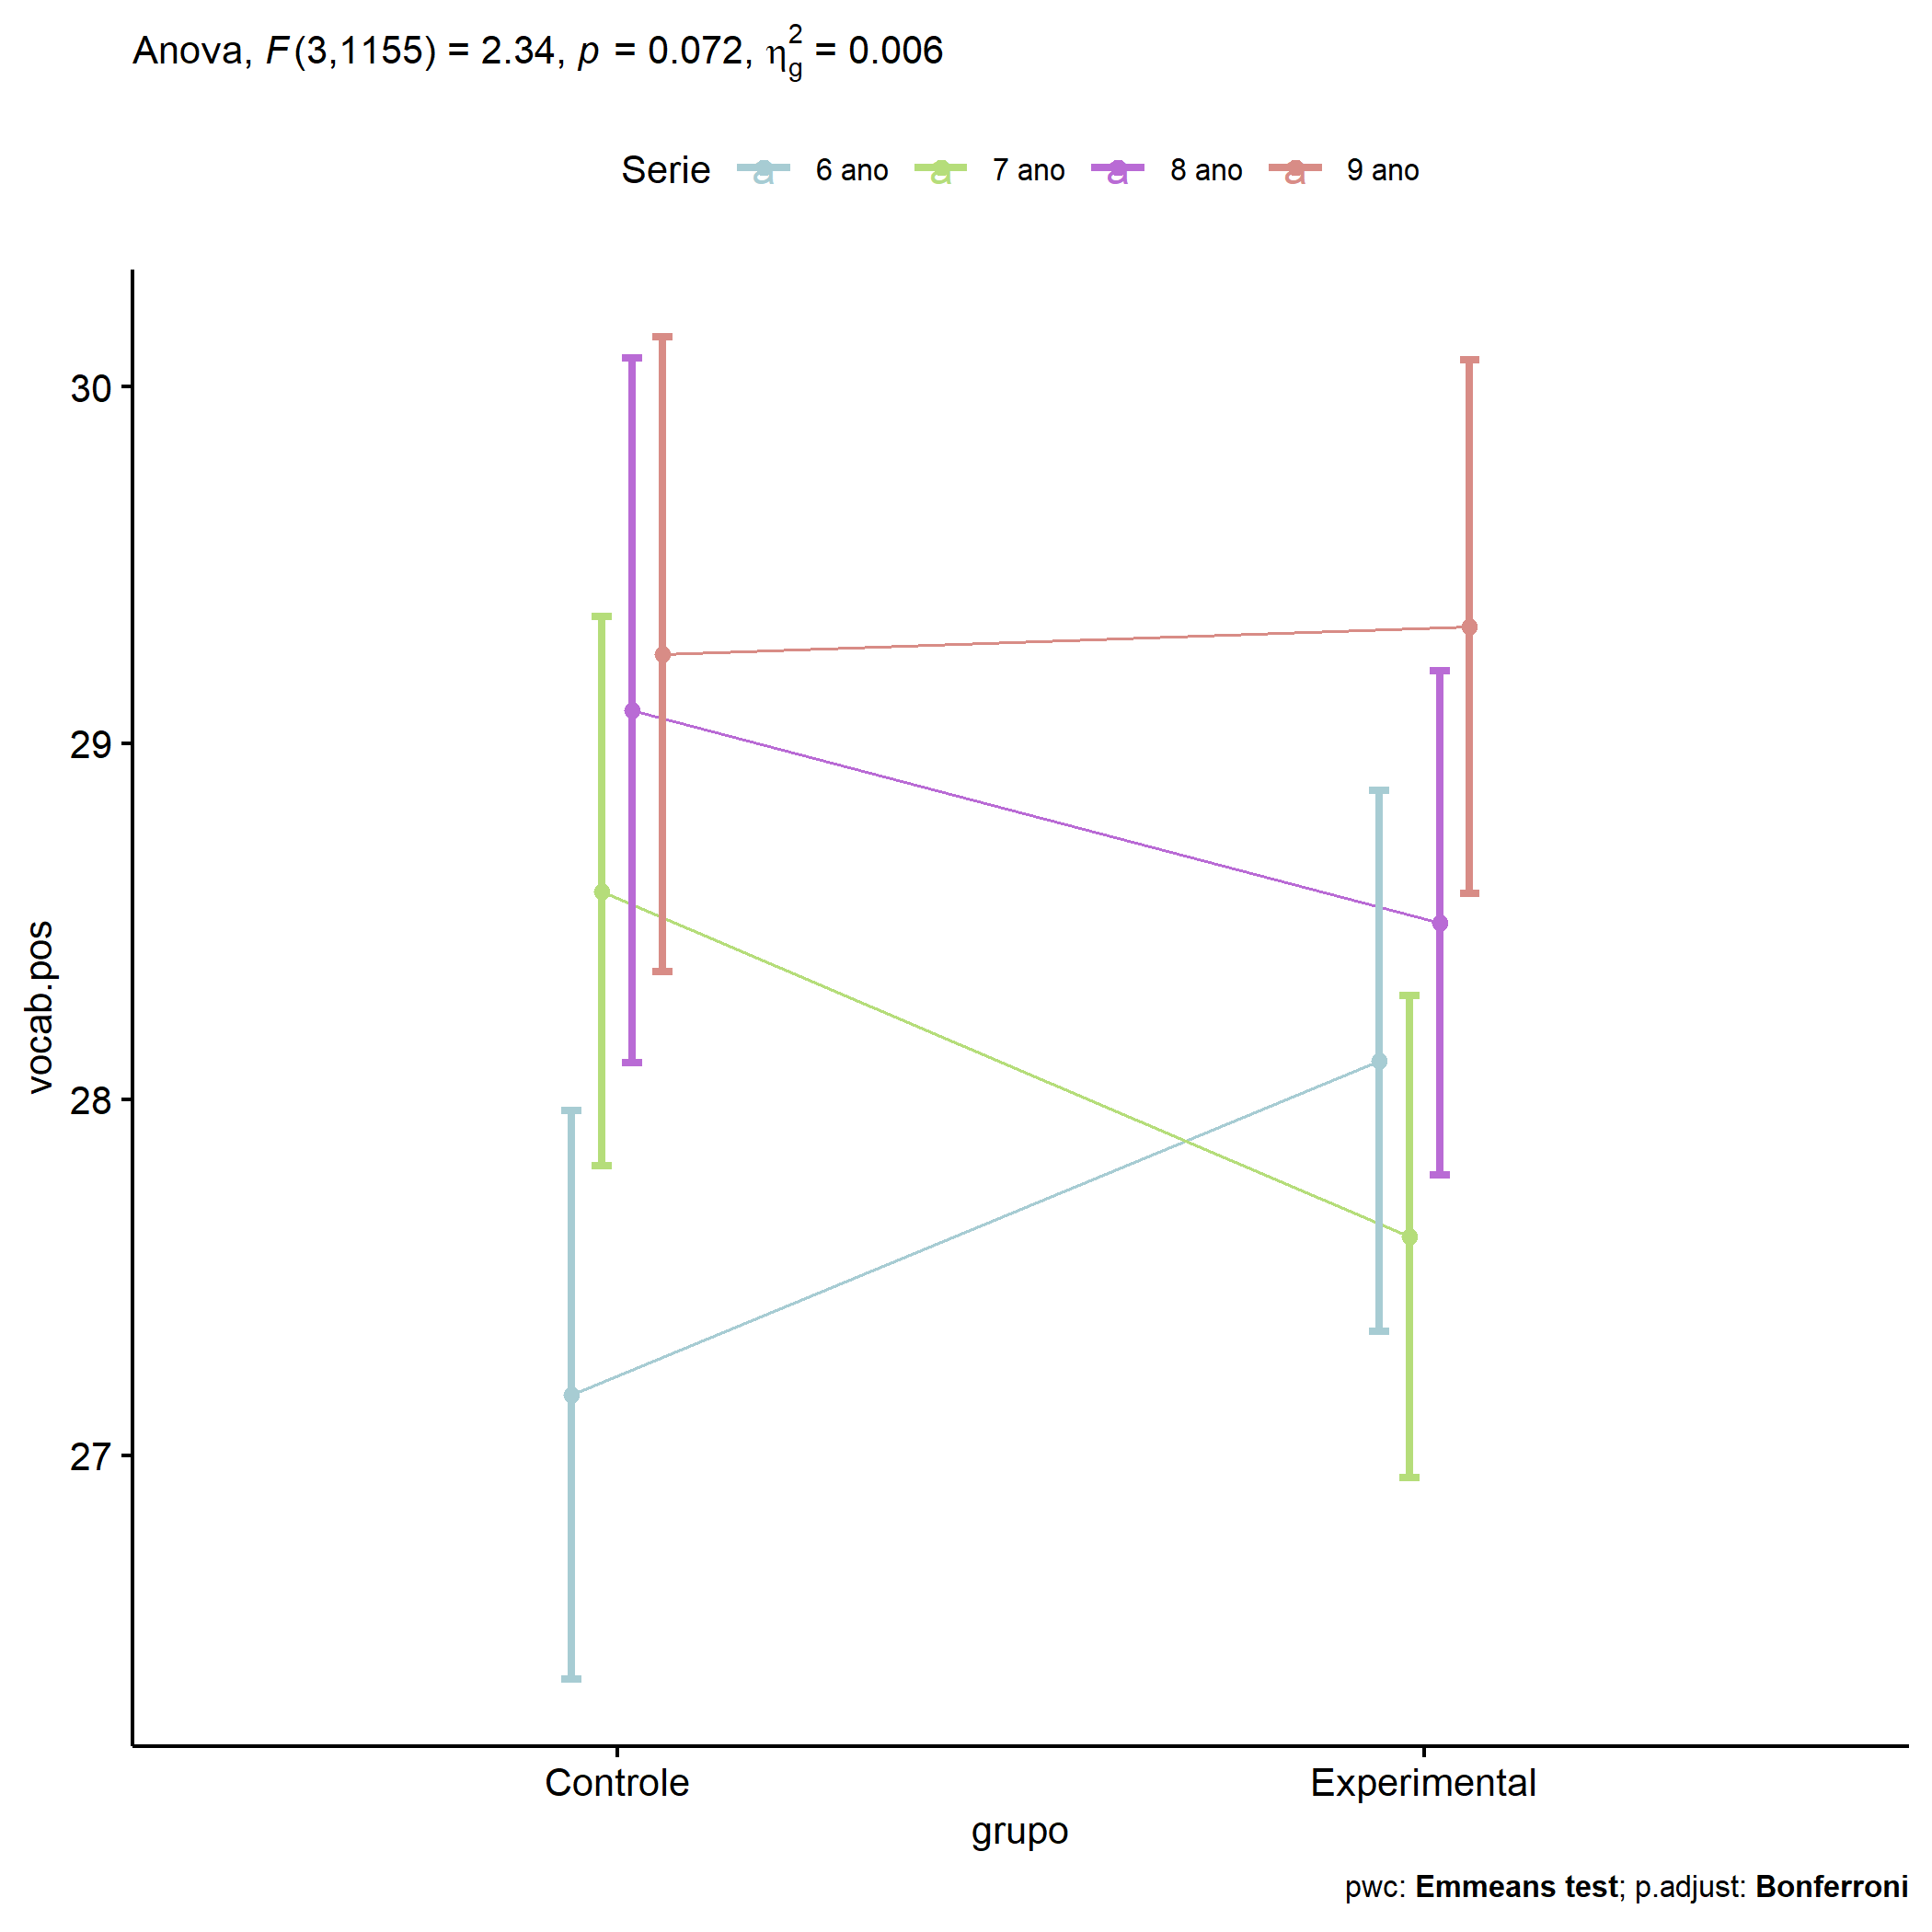 Anova, F(3,1155) = 2.34, p = 0.072, η²g = 0.006
Serie a 6 ano a 7 ano a 8 ano a 9 ano
30
29
28
27
vocab.pos
Controle Experimental
grupo
pwc: Emmeans test; p.adjust: Bonferroni